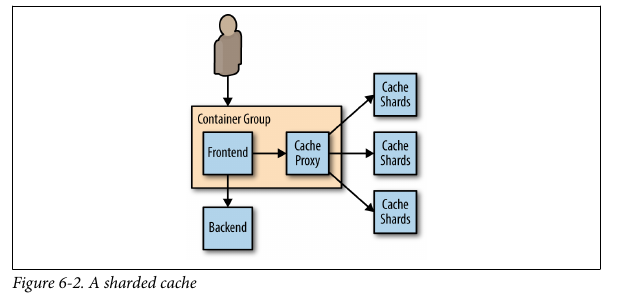 Container Group
Frontend
Cache
Proxy
Cache
Shards
Cache
Shards
Cache
Shards
Backend
Figure 6-2. A sharded cache